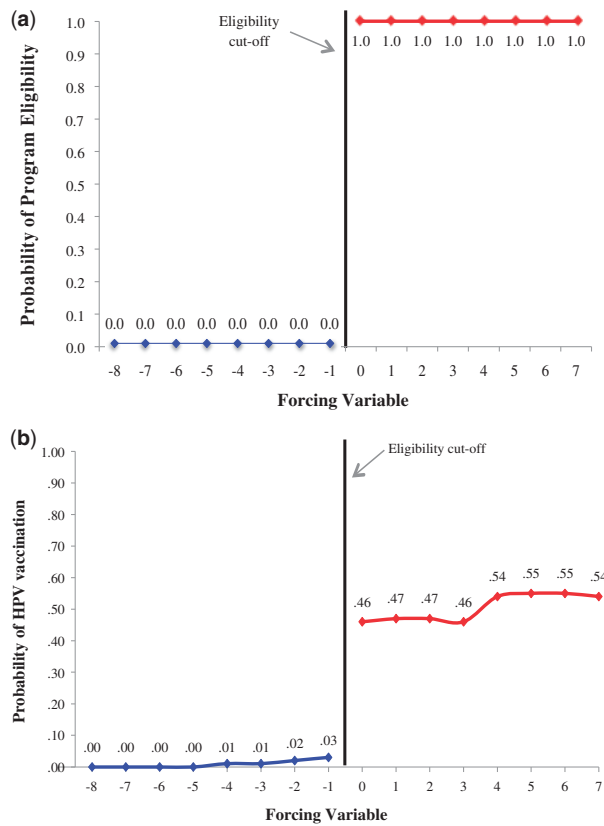 (a)
Probability of Program Eligibility
1.0
0.9
0.8
0.7
0.6
0.5
0.4
0.3
0.2
0.1
0.0
Eligibility
cut-off
1.0 1.0 1.0 1.0 1.0 1.0 1.0 1.0
0.0 0.0 0.0 0.0 0.0 0.0 0.0 0.0
-8 -7 -6 -5 -4 -3 -2 -1 0 1 2 3 4 5 6 7
Forcing Variable
(b)
Probability of HPV vaccination
1.00
.90
.80
.70
.60
.50
.40
.30
.20
.10
.00
Eligibility cut-off
.46 .47 .47 .46 .54 .55 .55 .54
.00 .00 .00 .00 .01 .01 .02 .03
-8 -7 -6 -5 -4 -3 -2 -1 0 1 2 3 4 5 6 7
Forcing Variable